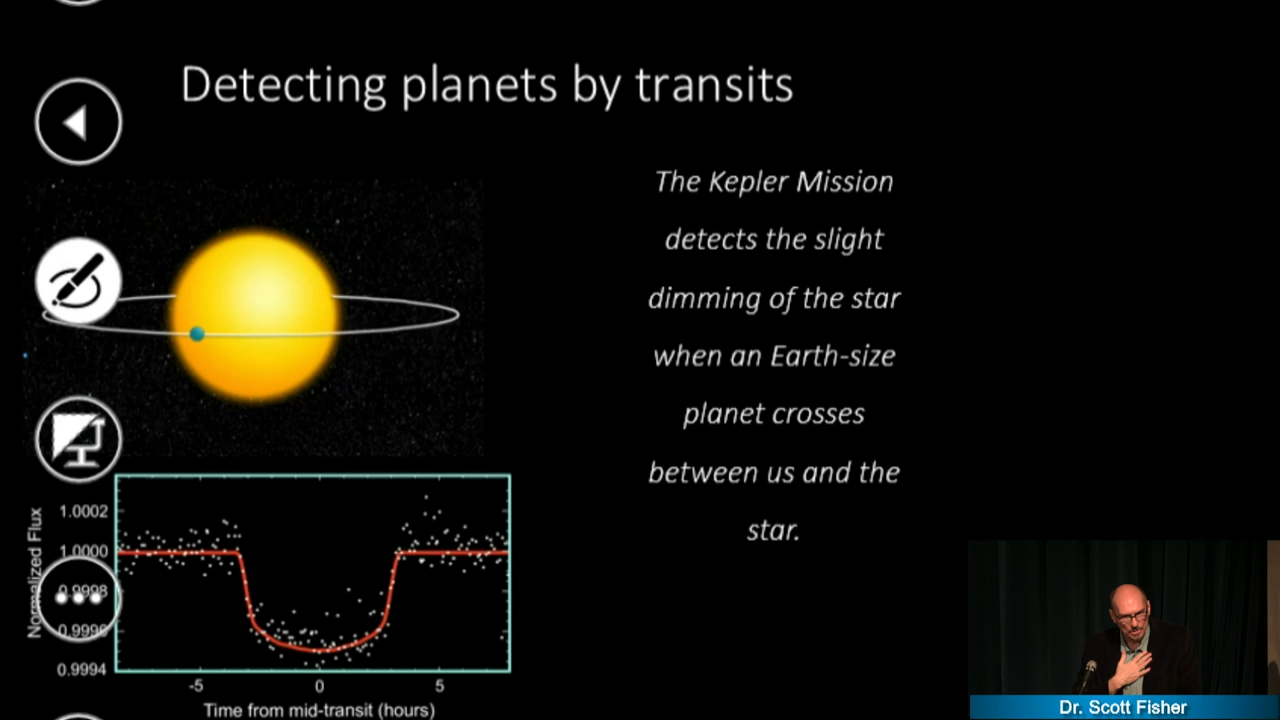 Detecting planets by transits
The Kepler Mission
detects the slight
dimming of the star
when an Earth-size
planet crosses
between us and the
star.
Normalized Flux
1.0002
1.0000
0.9998
0.9996
0.9994
-5 0 5
Time from mid-transit (hours)
Dr. Scott Fisher